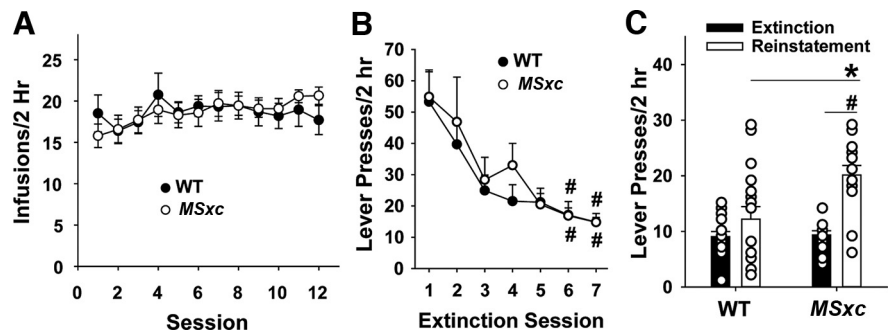 A
Infusions/2 Hr
25
20
15
10
5
0
0 2 4 6 8 10 12
Session
WT
MSxc
B
Lever Presses/2 hr
70
60
50
40
30
20
10
0
1 2 3 4 5 6 7
Extinction Session
WT
MSxc
# #
# #
C
Extinction
Reinstatement
Lever Presses/2 hr
40
30
20
10
0
*
#
WT MSxc